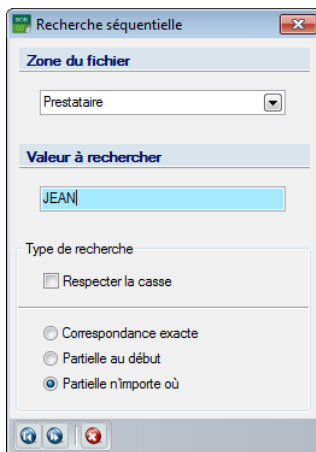 Recherche séquentielle
Zone du fichier
Prestataire
Valeur à rechercher
JEAN
Type de recherche
Respecter la casse
Correspondance exacte
Partielle au début
Partielle n'importe où